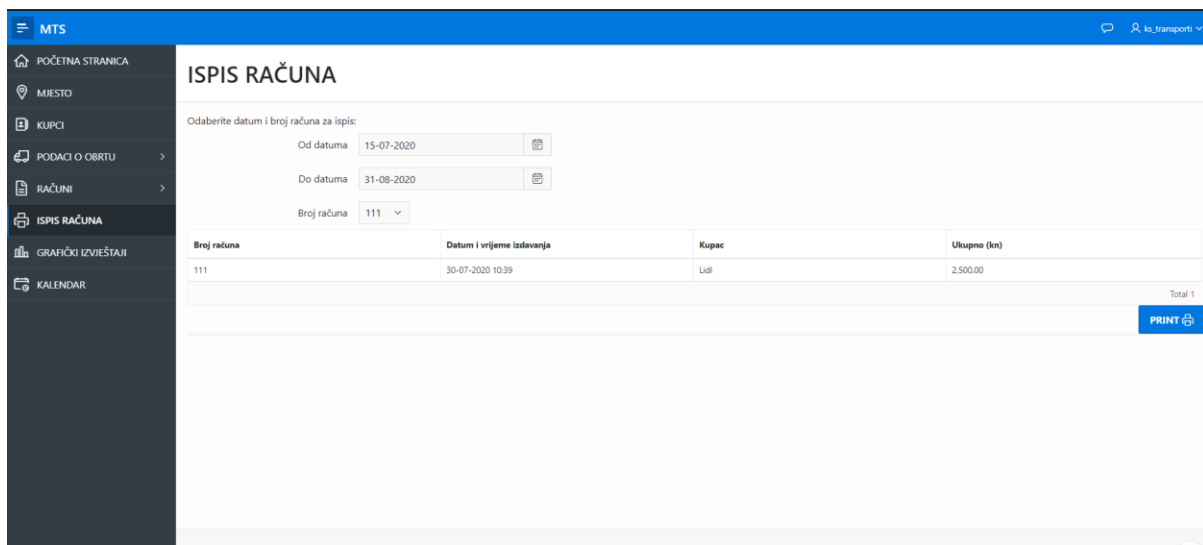 MTS
ks_transporti
POČETNA STRANICA
MJESTO
KUPCI
PODACI O OBRTU
RAČUNI
ISPIS RAČUNA
GRAFIČKI IZVJEŠTAJI
KALENDAR
ISPIS RAČUNA
Odaberite datum i broj računa za ispis:
Od datuma 15-07-2020
Do datuma 31-08-2020
Broj računa 111
Broj računa Datum i vrijeme izdavanja Kupac Ukupno (kn)
111 30-07-2020 10:39 Lidl 2,500.00
Total 1
PRINT